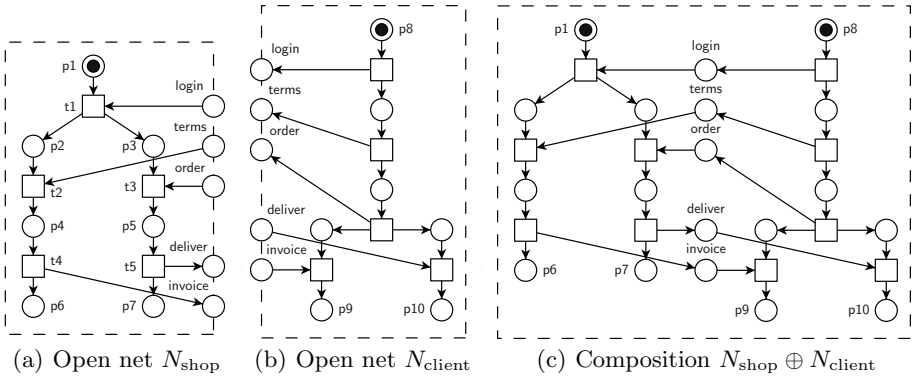 p1
t1
login
p2
p3
terms
t2
t3
order
p4
p5
deliver
t4
t5
invoice
p6
p7
(a) Open net N_shop
p8
login
terms
order
deliver
invoice
p9
p10
(b) Open net N_client
p1
p8
login
terms
order
deliver
invoice
p6
p7
p9
p10
(c) Composition N_shop ⊕ N_client